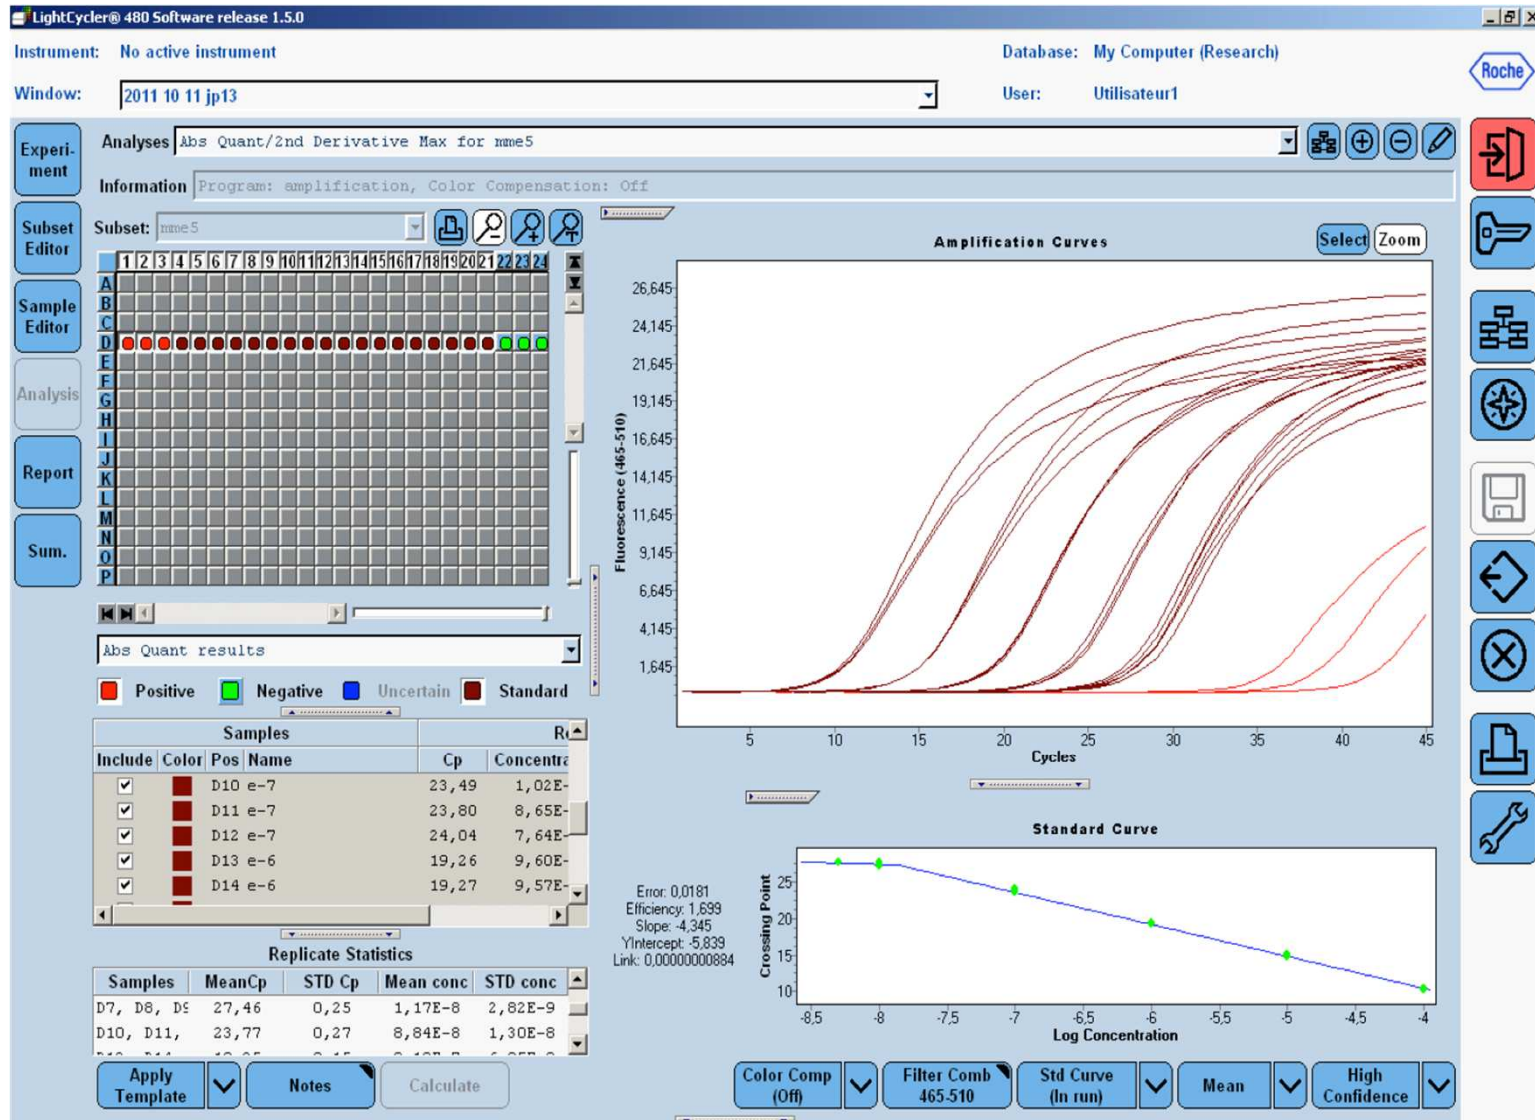 LightCycler® 480 Software release 1.5.0
Instrument: No active instrument
Database: My Computer (Research)
Window: 2011 10 11 jp13
User: Utilisateur1
Roche
Experi-
ment
Subset
Editor
Sample
Editor
Analysis
Report
Sum.
Analyses Abs Quant/2nd Derivative Max for mme5
Information Program: amplification, Color Compensation: Off
Subset: mme5
1 2 3 4 5 6 7 8 9 10 11 12 13 14 15 16 17 18 19 20 21 22 23 24
A
B
C
D
E
F
G
H
I
J
K
L
M
N
O
P
Abs Quant results
Positive Negative Uncertain Standard
Samples Re
Include Color Pos Name Cp Concentra
D10 e-7 23,49 1,02E-
D11 e-7 23,80 8,65E-
D12 e-7 24,04 7,64E-
D13 e-6 19,26 9,60E-
D14 e-6 19,27 9,57E-
Replicate Statistics
Samples MeanCp STD Cp Mean conc STD conc
D7, D8, D9 27,46 0,25 1,17E-8 2,82E-9
D10, D11, 23,77 0,27 8,84E-8 1,30E-8
Apply
Template
Notes
Calculate
Amplification Curves
Select Zoom
26,645
24,145
21,645
19,145
16,645
14,145
11,645
9,145
6,645
4,145
1,645
Fluorescence (465-510)
5 10 15 20 25 30 35 40 45
Cycles
Standard Curve
Error: 0,0181
Efficiency: 1,699
Slope: -4,345
YIntercept: -5,839
Link: 0,00000000884
Crossing Point
25
20
15
10
-8,5 -8 -7,5 -7 -6,5 -6 -5,5 -5 -4,5 -4
Log Concentration
Color Comp
(Off)
Filter Comb
465-510
Std Curve
(In run)
Mean
High
Confidence